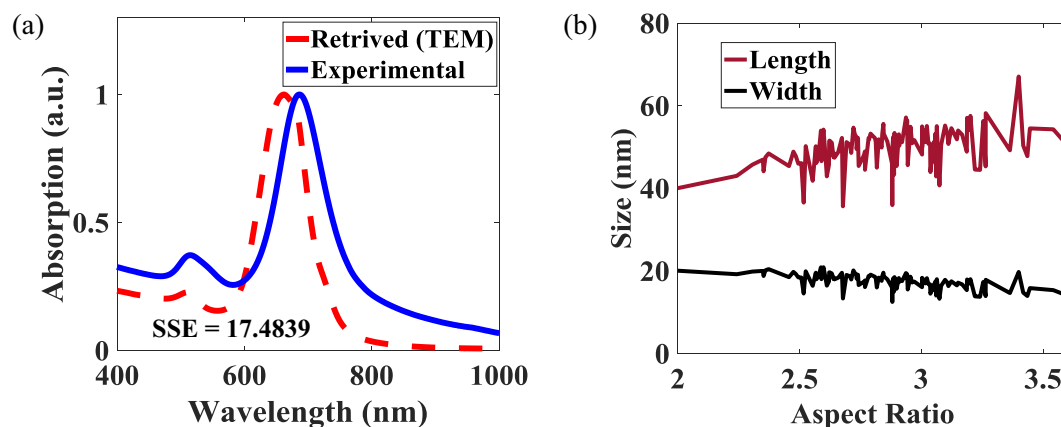 (a)
Retrived (TEM)
Experimental
Absorption (a.u.)
1
0.5
0
SSE = 17.4839
400
600
800
1000
Wavelength (nm)
(b)
80
60
40
20
0
Size (nm)
Length
Width
2
2.5
3
3.5
Aspect Ratio